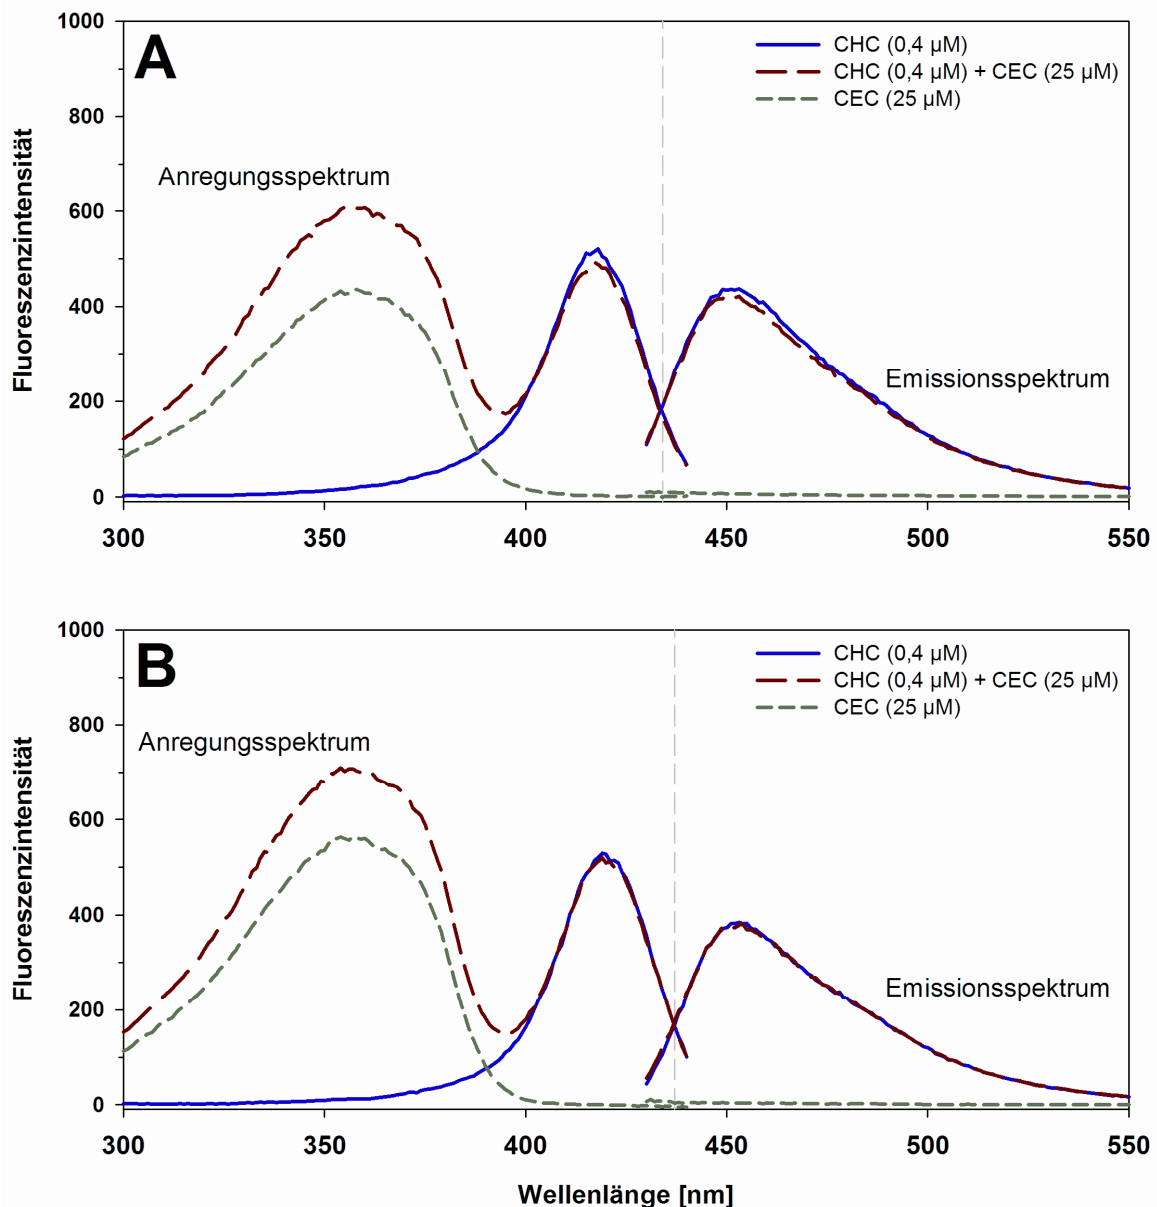 1000
A
CHC (0,4 µM)
CHC (0,4 µM) + CEC (25 µM)
CEC (25 µM)
800
Anregungsspektrum
600
400
Emissionsspektrum
200
0
Fluoreszenzintensität
300 350 400 450 500 550
1000
B
CHC (0,4 µM)
CHC (0,4 µM) + CEC (25 µM)
CEC (25 µM)
800
Anregungsspektrum
600
400
Emissionsspektrum
200
0
Fluoreszenzintensität
300 350 400 450 500 550
Wellenlänge [nm]